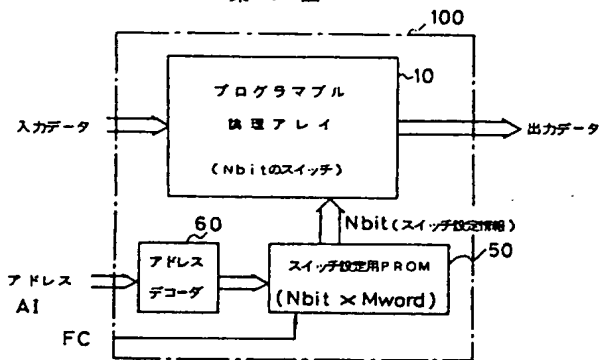 100
プログラマブル
論理アレイ
(Nbitのスイッチ)
10
入力データ
出力データ
Nbit(スイッチ設定情報)
60
アドレス
デコーダ
スイッチ設定用PROM
(Nbit × Mword)
50
アドレス
AI
FC